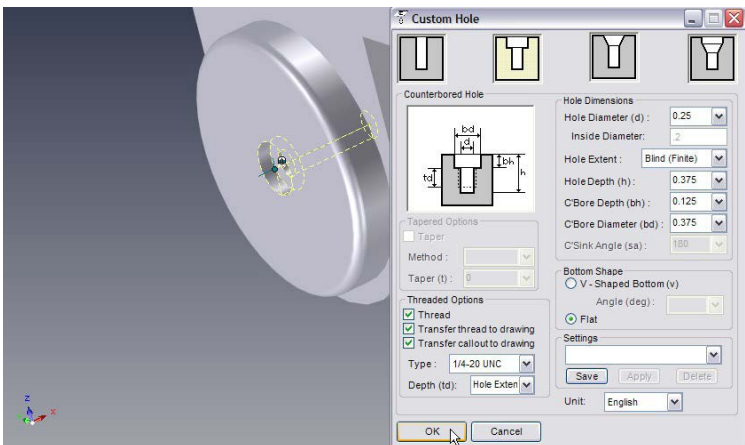 Custom Hole
Counterbored Hole
bd
d
bh
h
td
Tapered Options
Taper
Method :
Taper (t) : 0
Threaded Options
Thread
Transfer thread to drawing
Transfer callout to drawing
Type : 1/4-20 UNC
Depth (td): Hole Exten
Hole Dimensions
Hole Diameter (d) : 0.25
Inside Diameter: .2
Hole Extent : Blind (Finite)
Hole Depth (h) : 0.375
C'Bore Depth (bh) : 0.125
C'Bore Diameter (bd) : 0.375
C'Sink Angle (sa) : 180
Bottom Shape
V - Shaped Bottom (v)
Angle (deg) :
Flat
Settings
Save Apply Delete
Unit: English
OK Cancel
z
x